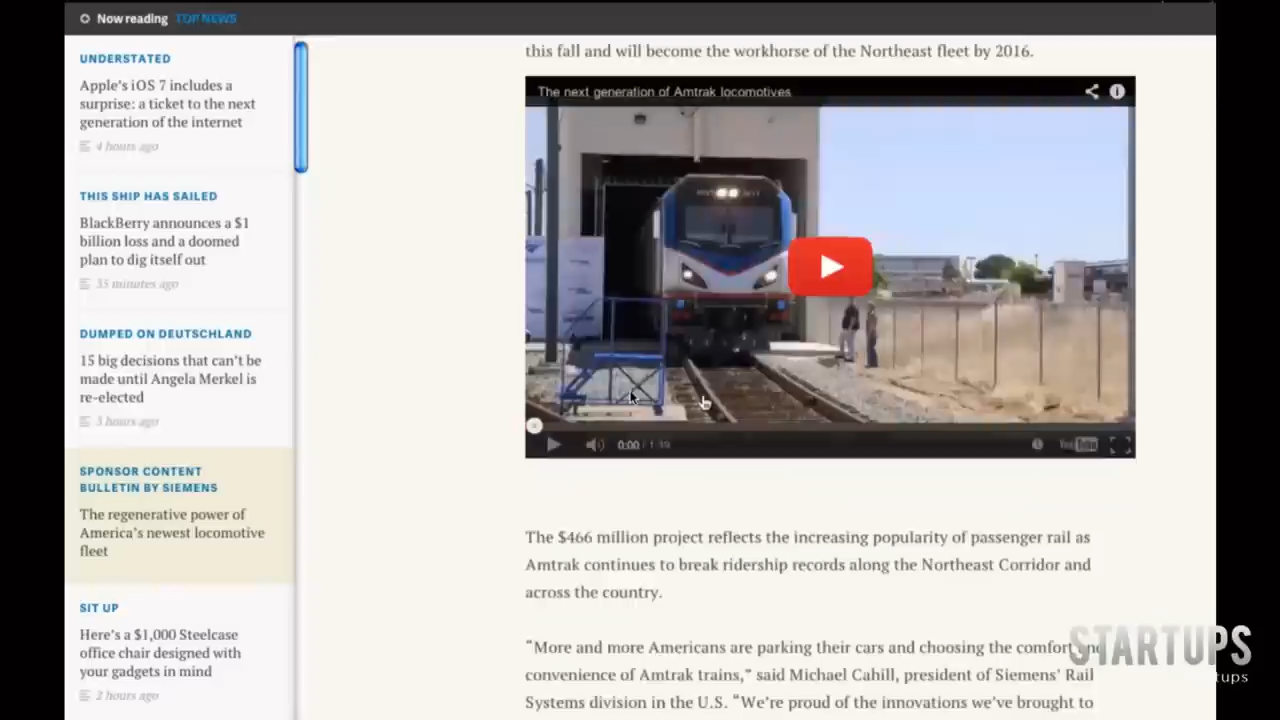 Now reading TOP NEWS
UNDERSTATED
Apple's iOS 7 includes a
surprise: a ticket to the next
generation of the internet
4 hours ago
THIS SHIP HAS SAILED
BlackBerry announces a $1
billion loss and a doomed
plan to dig itself out
35 minutes ago
DUMPED ON DEUTSCHLAND
15 big decisions that can't be
made until Angela Merkel is
re-elected
3 hours ago
SPONSOR CONTENT
BULLETIN BY SIEMENS
The regenerative power of
America's newest locomotive
fleet
SIT UP
Here's a $1,000 Steelcase
office chair designed with
your gadgets in mind
2 hours ago
this fall and will become the workhorse of the Northeast fleet by 2016.
The next generation of Amtrak locomotives
0:00 / 1:39
YouTube
The $466 million project reflects the increasing popularity of passenger rail as
Amtrak continues to break ridership records along the Northeast Corridor and
across the country.
“More and more Americans are parking their cars and choosing the comfort and
convenience of Amtrak trains,” said Michael Cahill, president of Siemens’ Rail
Systems division in the U.S. “We’re proud of the innovations we’ve brought to
STARTUPS
tups